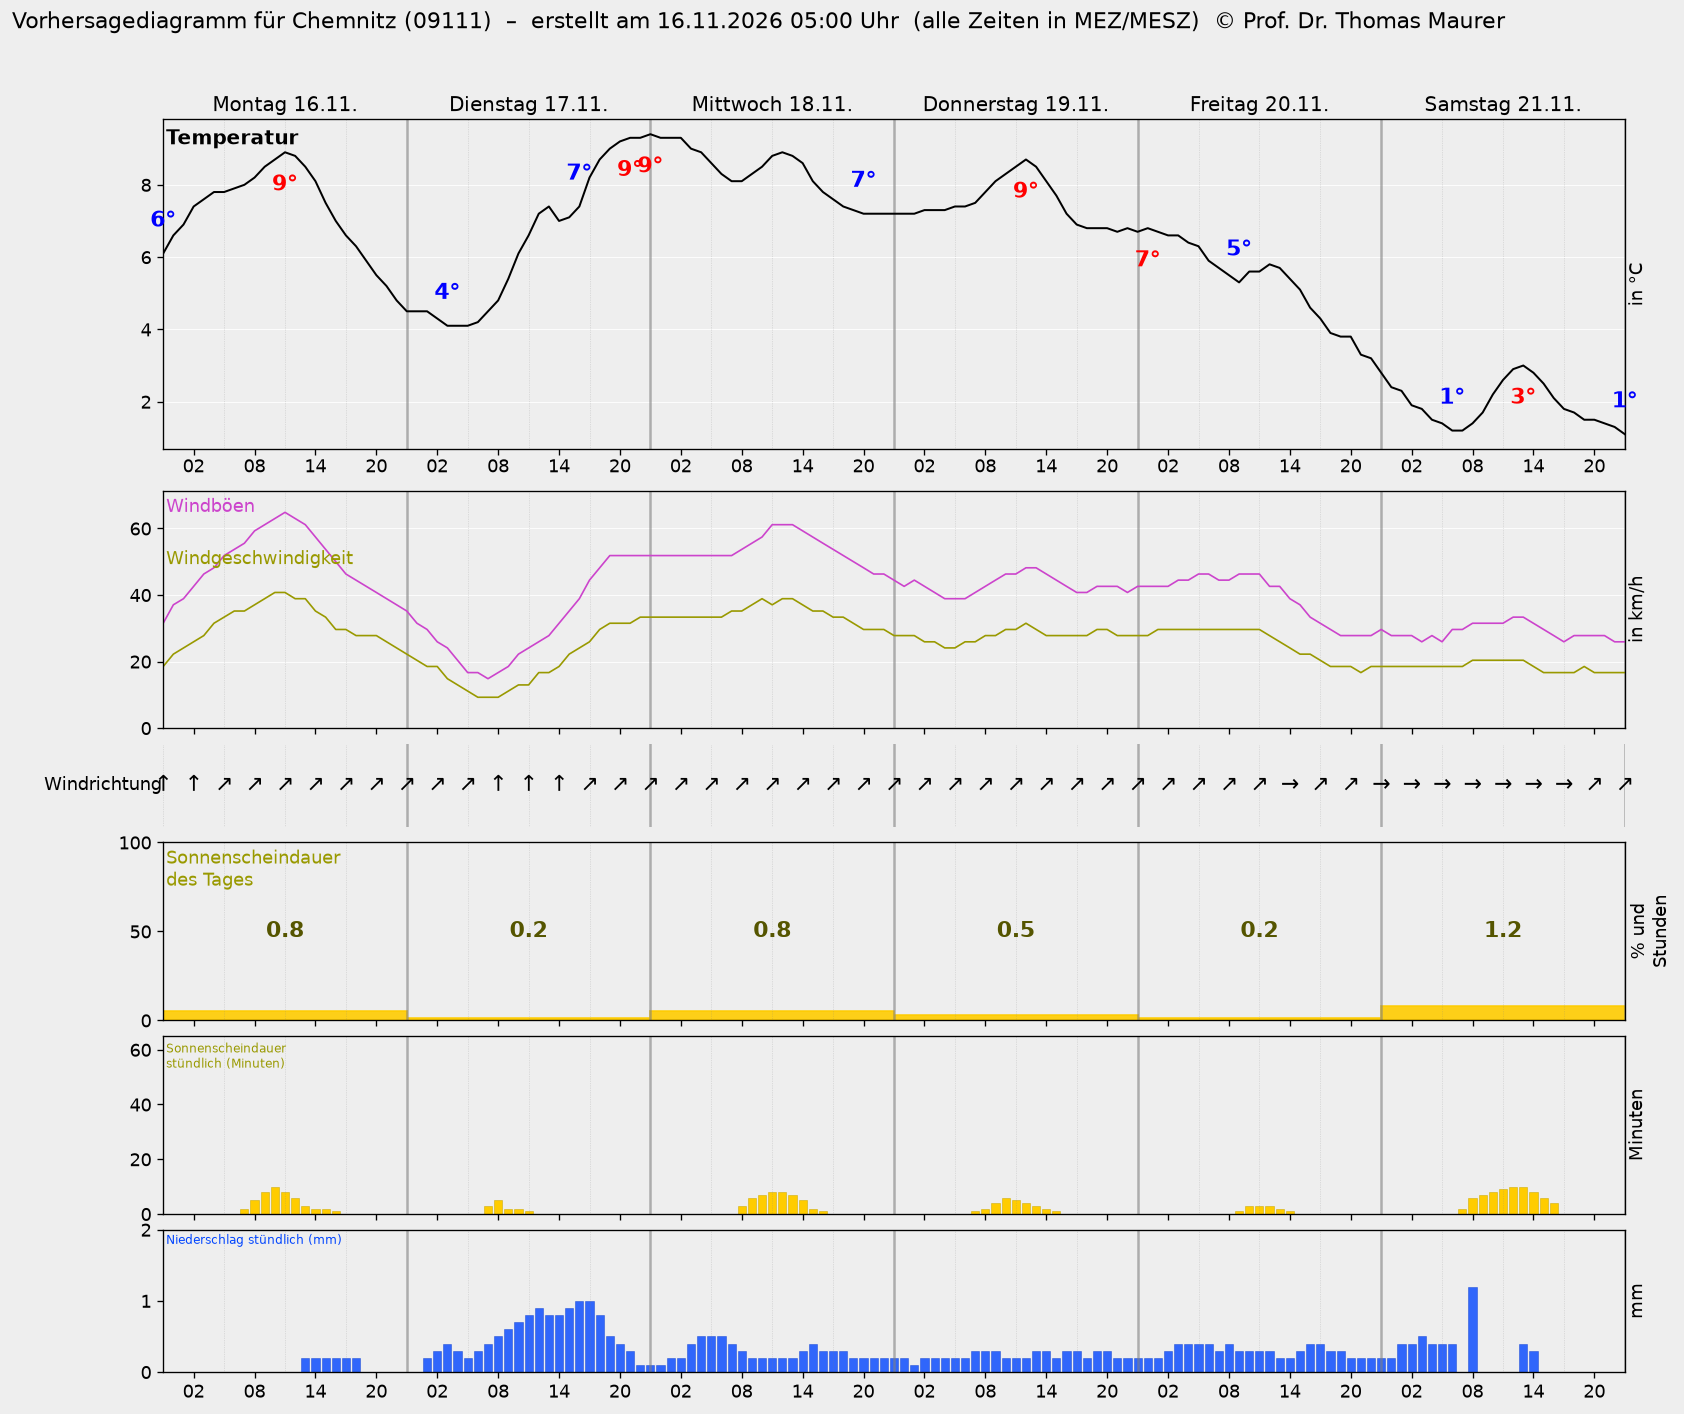 Vorhersagediagramm für Chemnitz (09111)  –  erstellt am 16.11.2026 05:00 Uhr  (alle Zeiten in MEZ/MESZ)  © Prof. Dr. Thomas Maurer
Montag 16.11. Dienstag 17.11. Mittwoch 18.11. Donnerstag 19.11. Freitag 20.11. Samstag 21.11.
Temperatur
8
6
4
2
6° 9° 4° 7° 9° 9° 7° 9° 7° 5° 1° 3° 1°
in °C
02 08 14 20 02 08 14 20 02 08 14 20 02 08 14 20 02 08 14 20 02 08 14 20
Windböen
Windgeschwindigkeit
60
40
20
0
in km/h
Windrichtung ↑ ↑ ↗ ↗ ↗ ↗ ↗ ↗ ↗ ↗ ↗ ↑ ↑ ↑ ↗ ↗ ↗ ↗ ↗ ↗ ↗ ↗ ↗ ↗ ↗ ↗ ↗ ↗ ↗ ↗ ↗ ↗ ↗ ↗ ↗ ↗ ↗ → ↗ ↗ → → → → → → → ↗ ↗
100
50
0
Sonnenscheindauer
des Tages
0.8 0.2 0.8 0.5 0.2 1.2
% und
Stunden
60
40
20
0
Sonnenscheindauer
stündlich (Minuten)
Minuten
2
1
0
Niederschlag stündlich (mm)
mm
02 08 14 20 02 08 14 20 02 08 14 20 02 08 14 20 02 08 14 20 02 08 14 20